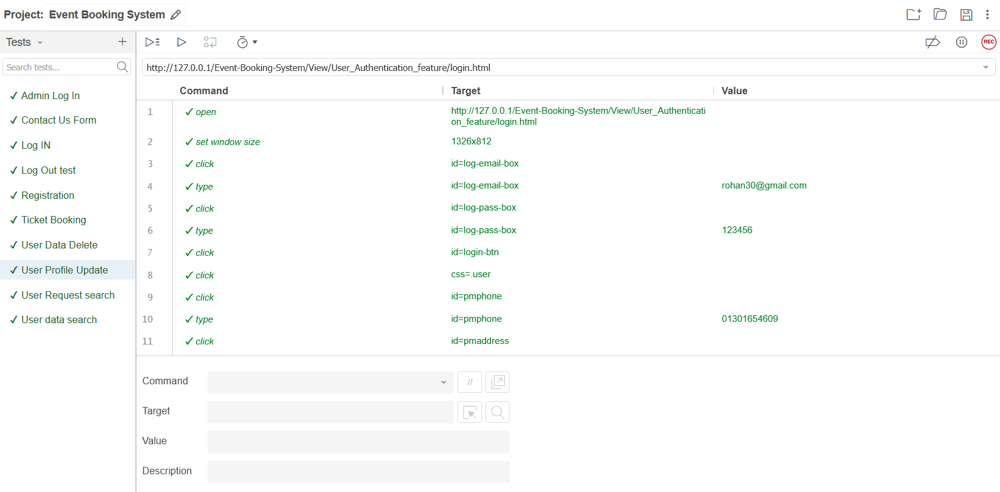 Project: Event Booking System
Tests
Search tests...
http://127.0.0.1/Event-Booking-System/View/User_Authentication_feature/login.html
REC
Admin Log In
Contact Us Form
Log IN
Log Out test
Registration
Ticket Booking
User Data Delete
User Profile Update
User Request search
User data search
Command Target Value
1 ✓ open http://127.0.0.1/Event-Booking-System/View/User_Authenticati
on_feature/login.html
2 ✓ set window size 1326x812
3 ✓ click id=log-email-box
4 ✓ type id=log-email-box rohan30@gmail.com
5 ✓ click id=log-pass-box
6 ✓ type id=log-pass-box 123456
7 ✓ click id=login-btn
8 ✓ click css=.user
9 ✓ click id=pmphone
10 ✓ type id=pmphone 01301654609
11 ✓ click id=pmaddress
Command //
Target
Value
Description